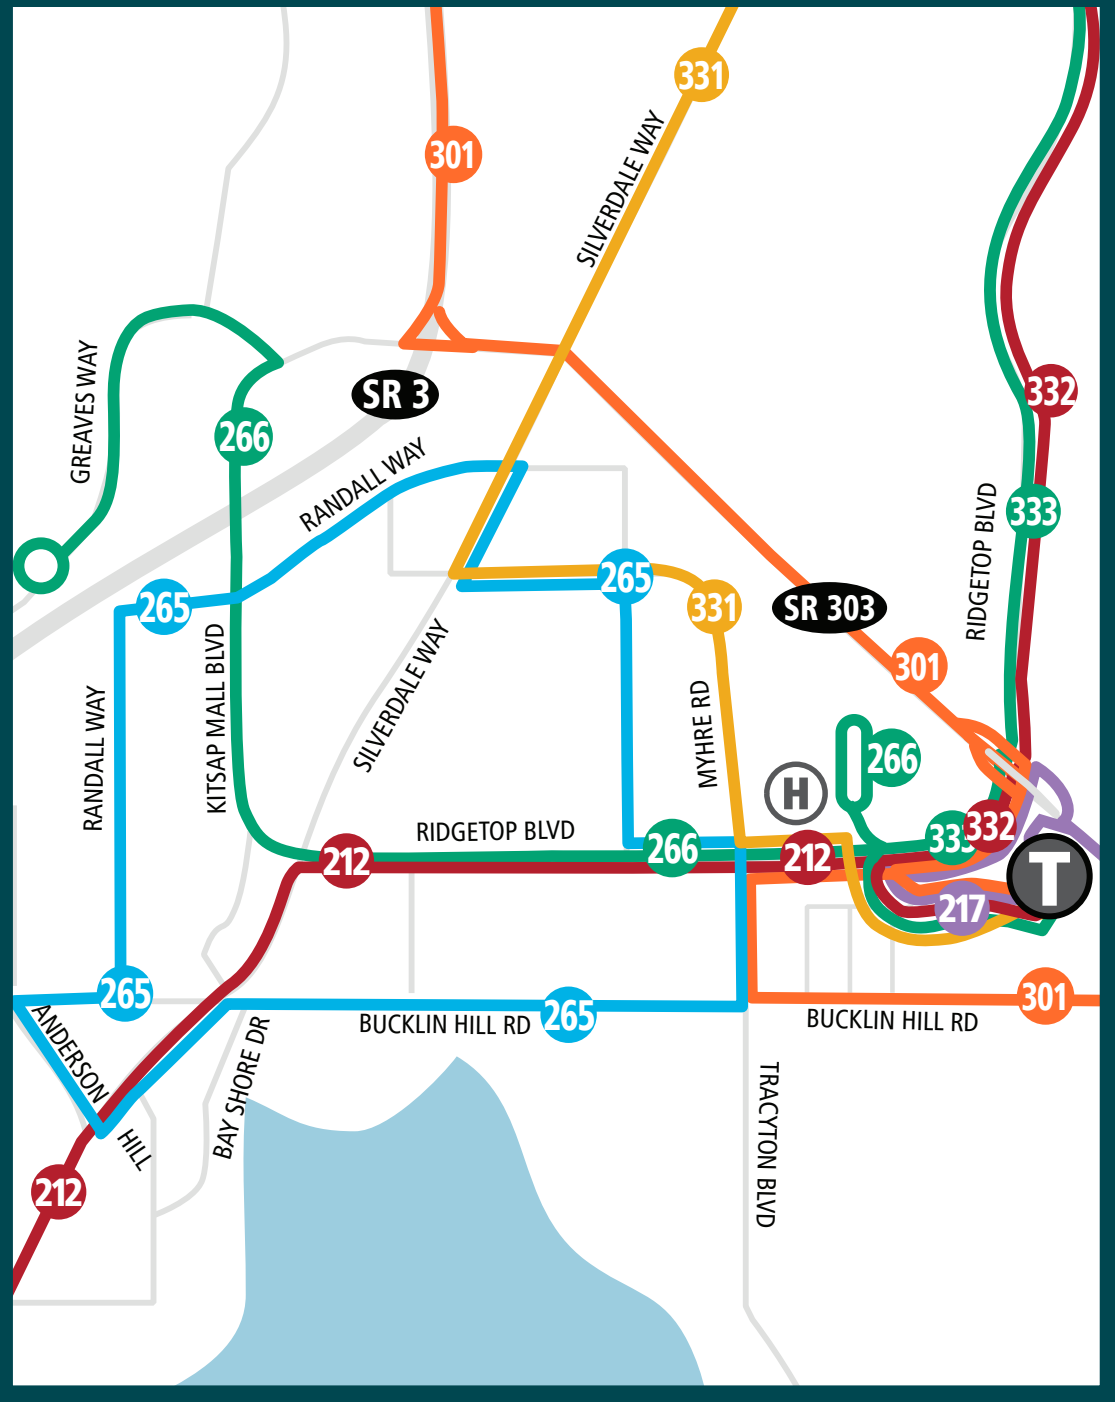 331
301
SILVERDALE WAY
GREAVES WAY
SR 3
332
266
RANDALL WAY
333
RIDGETOP BLVD
265
265
331
SR 303
KITSAP MALL BLVD
SILVERDALE WAY
301
RANDALL WAY
MYHRE RD
266
H
RIDGETOP BLVD
333
332
212
266
212
T
217
265
301
ANDERSON
HILL
BAY SHORE DR
BUCKLIN HILL RD
265
BUCKLIN HILL RD
TRACYTON BLVD
212